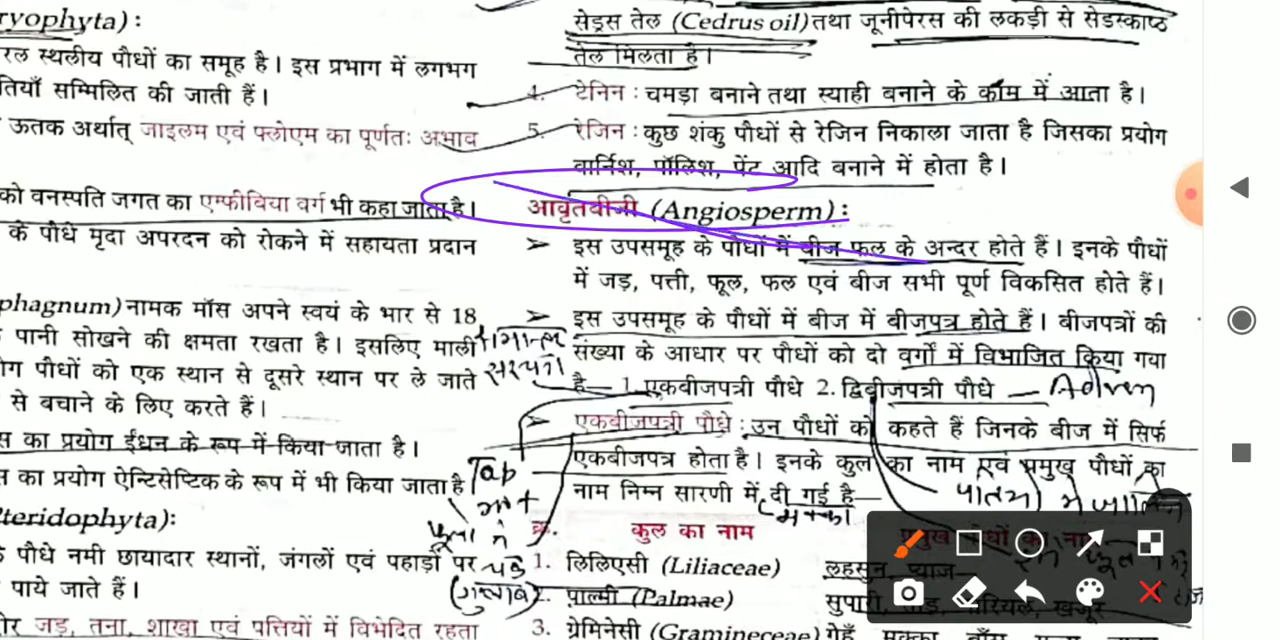 ryophyta) :
रल स्थलीय पौधों का समूह है। इस प्रभाग में लगभग
तियाँ सम्मिलित की जाती हैं।
ऊतक अर्थात् जाइलम एवं फ्लोएम का पूर्णतः अभाव
को वनस्पति जगत का एम्फीबिया वर्ग भी कहा जाता है।
के पौधे मृदा अपरदन को रोकने में सहायता प्रदान
phagnum) नामक मॉस अपने स्वयं के भार से 18
पानी सोखने की क्षमता रखता है। इसलिए माली
ोग पौधों को एक स्थान से दूसरे स्थान पर ले जाते
से बचाने के लिए करते हैं।
स का प्रयोग ईंधन के रूप में किया जाता है।
स का प्रयोग ऐन्टिसेप्टिक के रूप में भी किया जाता है
teridophyta):
पौधे नमी छायादार स्थानों, जंगलों एवं पहाड़ों पर
पाये जाते हैं।
ोर जड़, तना, शाखा एवं पत्तियों में विभेदित रहता
सेड्रस तेल (Cedrus oil) तथा जूनीपेरस की लकड़ी से सेडस्काष्ठ
तेल मिलता है।
4. टेनिन : चमड़ा बनाने तथा स्याही बनाने के काम में आता है।
5. रेजिन : कुछ शंकु पौधों से रेजिन निकाला जाता है जिसका प्रयोग
वार्निश, पॉलिश, पेंट आदि बनाने में होता है।
आवृतबीजी (Angiosperm) :
➤ इस उपसमूह के पौधों में बीज फल के अन्दर होते हैं। इनके पौधों
में जड़, पत्ती, फूल, फल एवं बीज सभी पूर्ण विकसित होते हैं।
➤ इस उपसमूह के पौधों में बीज में बीजपत्र होते हैं। बीजपत्रों की
संख्या के आधार पर पौधों को दो वर्गों में विभाजित किया गया
है— 1. एकबीजपत्री पौधे 2. द्विबीजपत्री पौधे
➤ एकबीजपत्री पौधे : उन पौधों को कहते हैं जिनके बीज में सिर्फ
एकबीजपत्र होता है। इनके कुल का नाम एवं प्रमुख पौधों का
नाम निम्न सारणी में दी गई है—
Tap
मक्का
(गुलाब)
क्र. कुल का नाम प्रमुख पौधों का नाम
1. लिलिएसी (Liliaceae) लहसुन, प्याज
2. पाल्मी (Palmae) सुपारी, ताड़, नारियल, खजूर
3. ग्रेमिनेसी (Gramineceae) गेहूँ, मक्का, बाँस